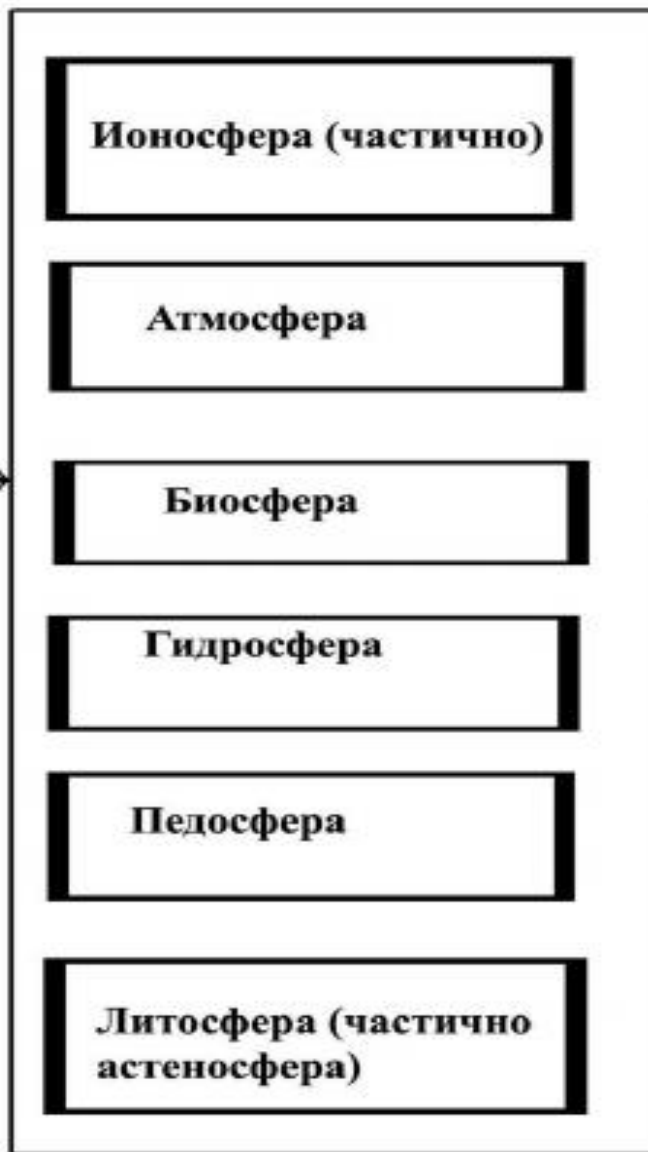 Ионосфера (частично)
Атмосфера
Биосфера
Гидросфера
Педосфера
Литосфера (частично
астеносфера)